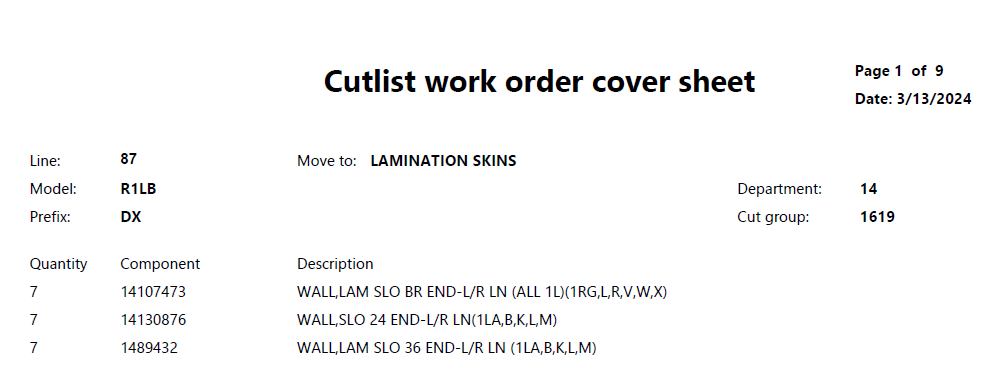 Cutlist work order cover sheet
Page 1 of 9
Date: 3/13/2024
Line: 87 Move to: LAMINATION SKINS
Model: R1LB Department: 14
Prefix: DX Cut group: 1619
Quantity Component Description
7 14107473 WALL,LAM SLO BR END-L/R LN (ALL 1L)(1RG,L,R,V,W,X)
7 14130876 WALL,SLO 24 END-L/R LN(1LA,B,K,L,M)
7 1489432 WALL,LAM SLO 36 END-L/R LN (1LA,B,K,L,M)